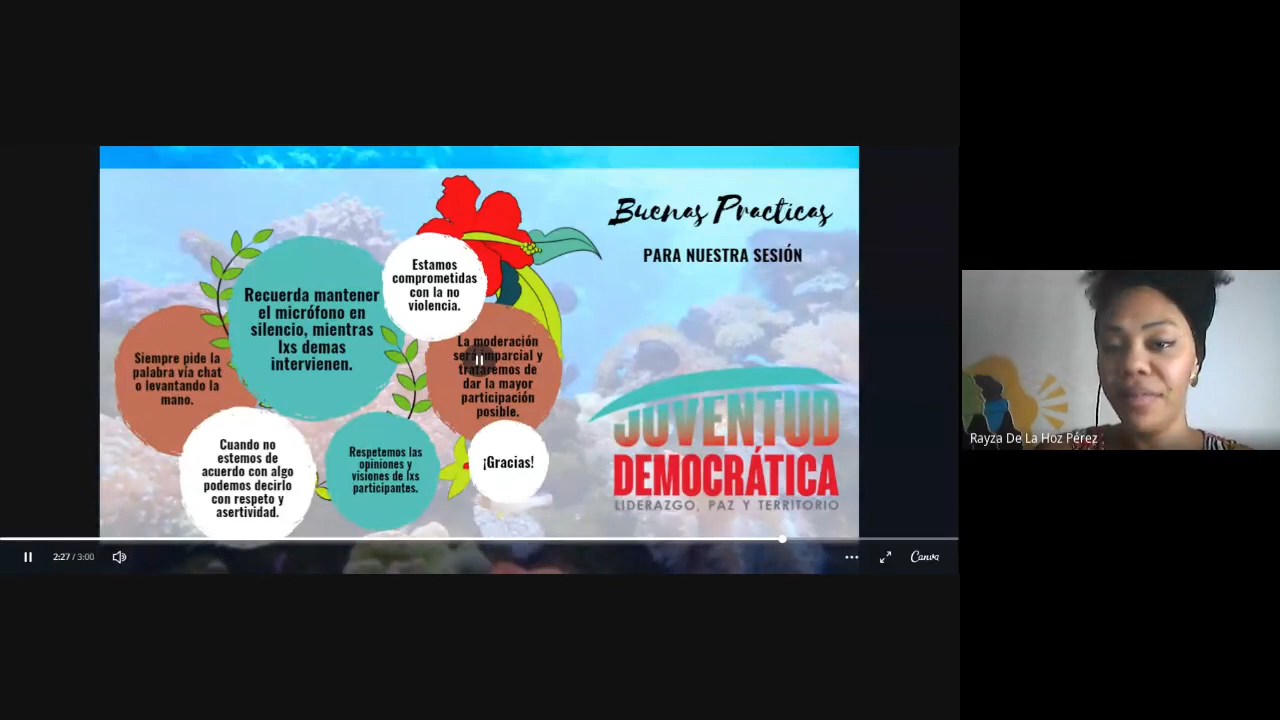 Buenas Practicas
PARA NUESTRA SESIÓN
Estamos
comprometidas
con la no
violencia.
Recuerda mantener
el micrófono en
silencio, mientras
lxs demas
intervienen.
Siempre pide la
palabra vía chat
o levantando la
mano.
La moderación
será imparcial y
trataremos de
dar la mayor
participación
posible.
Cuando no
estemos de
acuerdo con algo
podemos decirlo
con respeto y
asertividad.
Respetemos las
opiniones y
visiones de lxs
participantes.
¡Gracias!
JUVENTUD
DEMOCRÁTICA
LIDERAZGO, PAZ Y TERRITORIO
2:27 / 3:00
Canva
Rayza De La Hoz Pérez